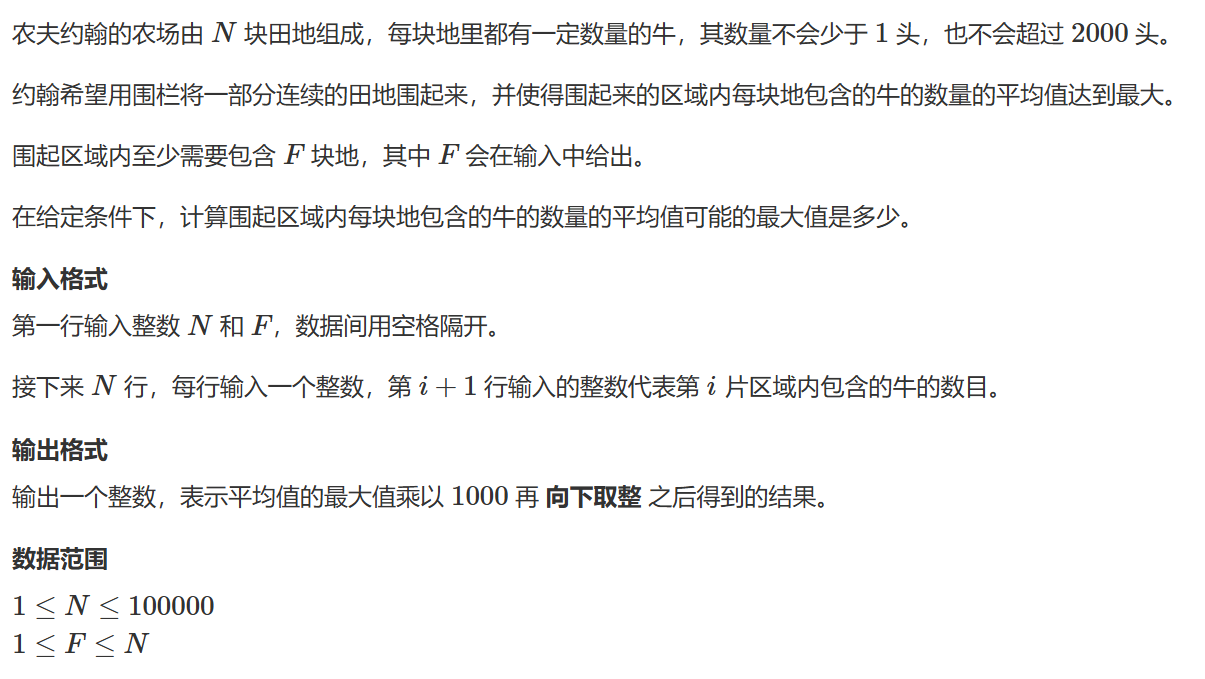 农夫约翰的农场由 N 块田地组成，每块地里都有一定数量的牛，其数量不会少于 1 头，也不会超过 2000 头。
约翰希望用围栏将一部分连续的田地围起来，并使得围起来的区域内每块地包含的牛的数量的平均值达到最大。
围起区域内至少需要包含 F 块地，其中 F 会在输入中给出。
在给定条件下，计算围起区域内每块地包含的牛的数量的平均值可能的最大值是多少。
输入格式
第一行输入整数 N 和 F，数据间用空格隔开。
接下来 N 行，每行输入一个整数，第 i + 1 行输入的整数代表第 i 片区域内包含的牛的数目。
输出格式
输出一个整数，表示平均值的最大值乘以 1000 再 向下取整 之后得到的结果。
数据范围
1 ≤ N ≤ 100000
1 ≤ F ≤ N